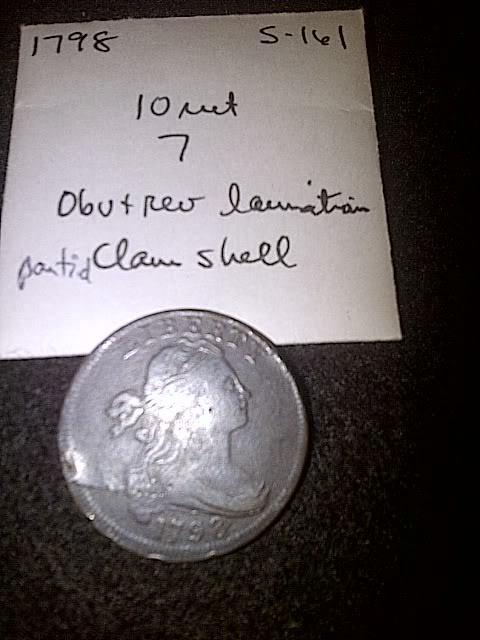 1798 S-161
10 net
7
Obv + rev lamination
partial Clam shell
LIBERTY
1798